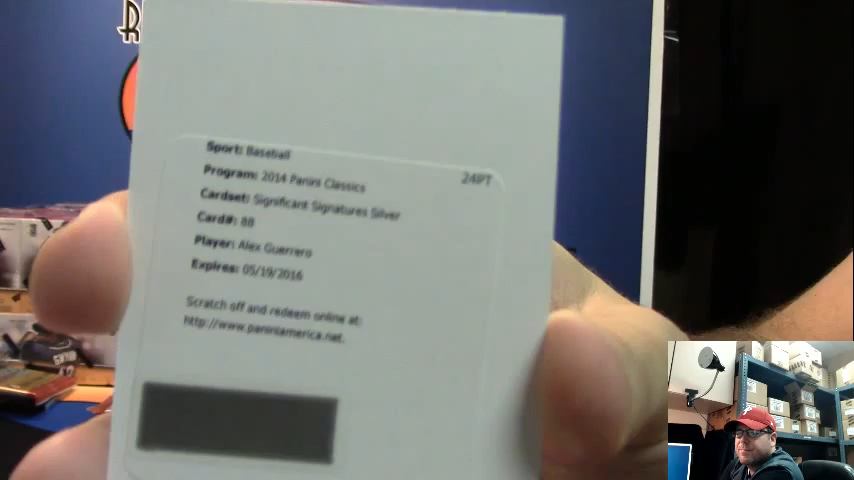 Sport: Baseball
Program: 2014 Panini Classics
24PT
Cardset: Significant Signatures Silver
Card#: 88
Player: Alex Guerrero
Expires: 05/19/2016
Scratch off and redeem online at:
http://www.paniniamerica.net.